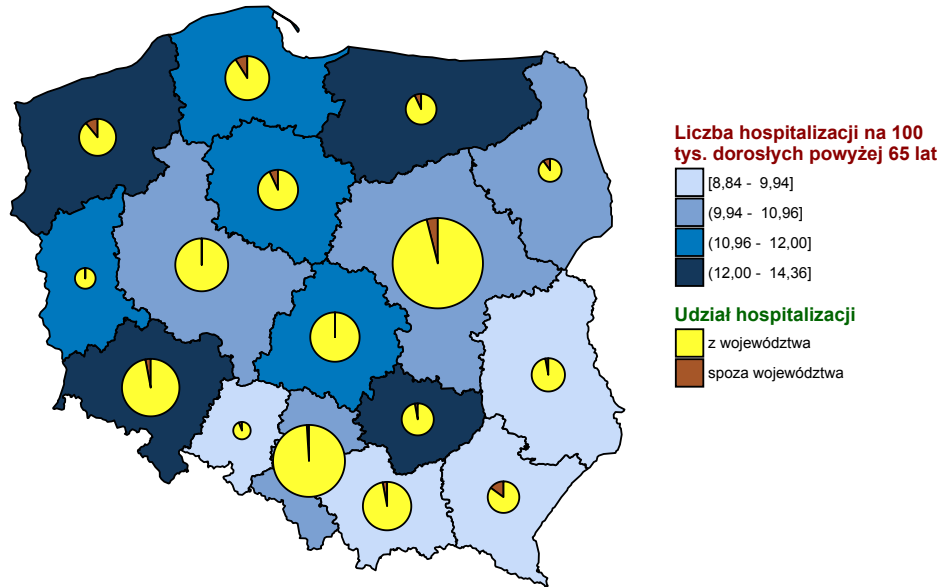 Liczba hospitalizacji na 100
tys. dorosłych powyżej 65 lat
[8,84 - 9,94]
(9,94 - 10,96]
(10,96 - 12,00]
(12,00 - 14,36]
Udział hospitalizacji
z województwa
spoza województwa